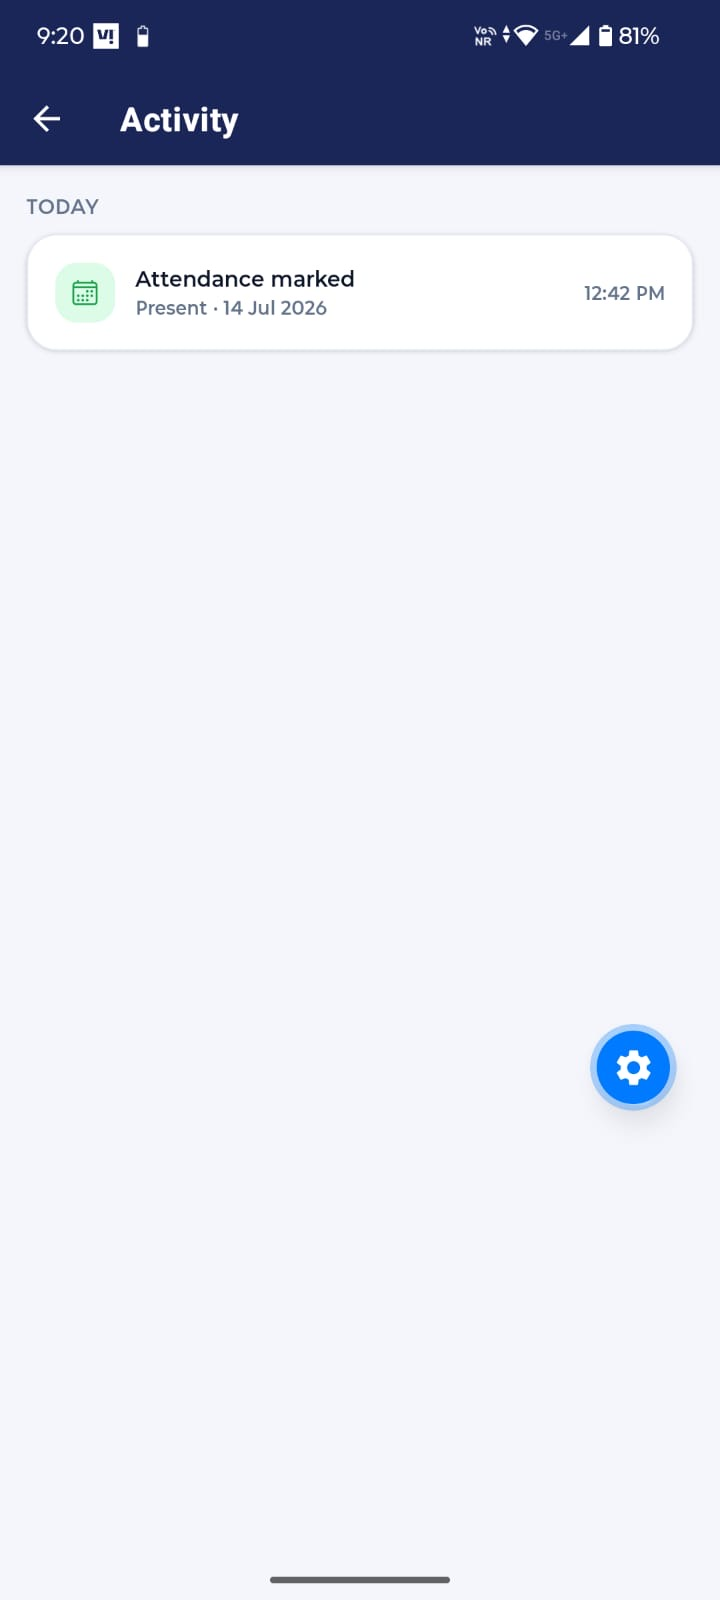 9:20 V!
Vo NR 5G+ 81%
Activity
TODAY
Attendance marked
Present · 14 Jul 2026
12:42 PM